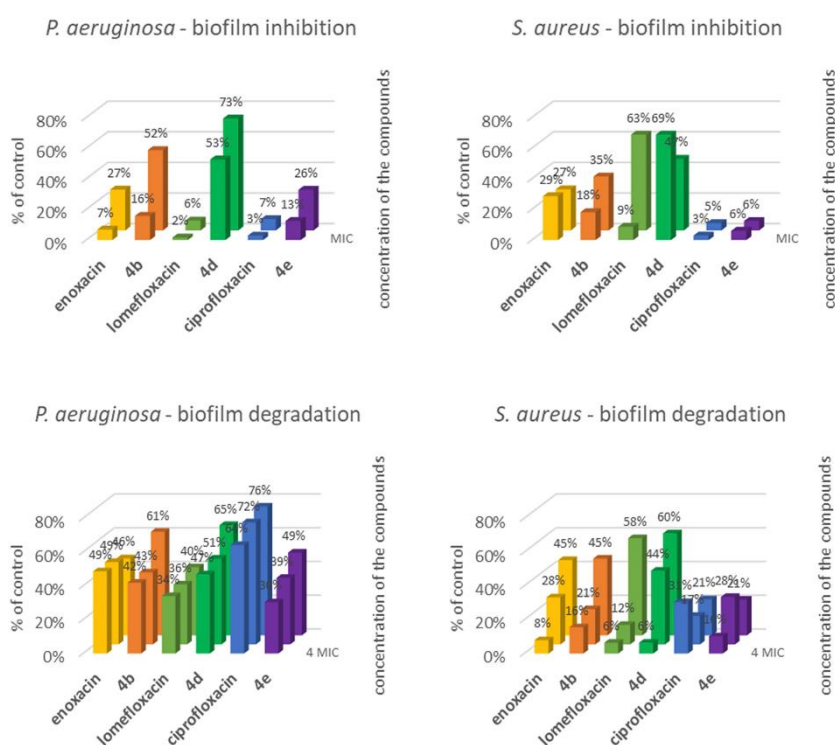 P. aeruginosa - biofilm inhibition
% of control
80%
60%
40%
20%
0%
7%
27%
16%
52%
2%
6%
53%
73%
3%
7%
13%
26%
MIC
enoxacin
4b
lomefloxacin
4d
ciprofloxacin
4e
concentration of the compounds
S. aureus - biofilm inhibition
% of control
80%
60%
40%
20%
0%
29%
27%
18%
35%
9%
63%
69%
47%
3%
5%
6%
6%
MIC
enoxacin
4b
lomefloxacin
4d
ciprofloxacin
4e
concentration of the compounds
P. aeruginosa - biofilm degradation
% of control
80%
60%
40%
20%
0%
49%
49%
46%
42%
43%
61%
34%
36%
40%
47%
51%
65%
72%
76%
39%
49%
4 MIC
enoxacin
4b
lomefloxacin
4d
ciprofloxacin
4e
concentration of the compounds
S. aureus - biofilm degradation
% of control
80%
60%
40%
20%
0%
8%
28%
45%
16%
21%
45%
6%
12%
58%
6%
44%
60%
17%
21%
28%
21%
4 MIC
enoxacin
4b
lomefloxacin
4d
ciprofloxacin
4e
concentration of the compounds